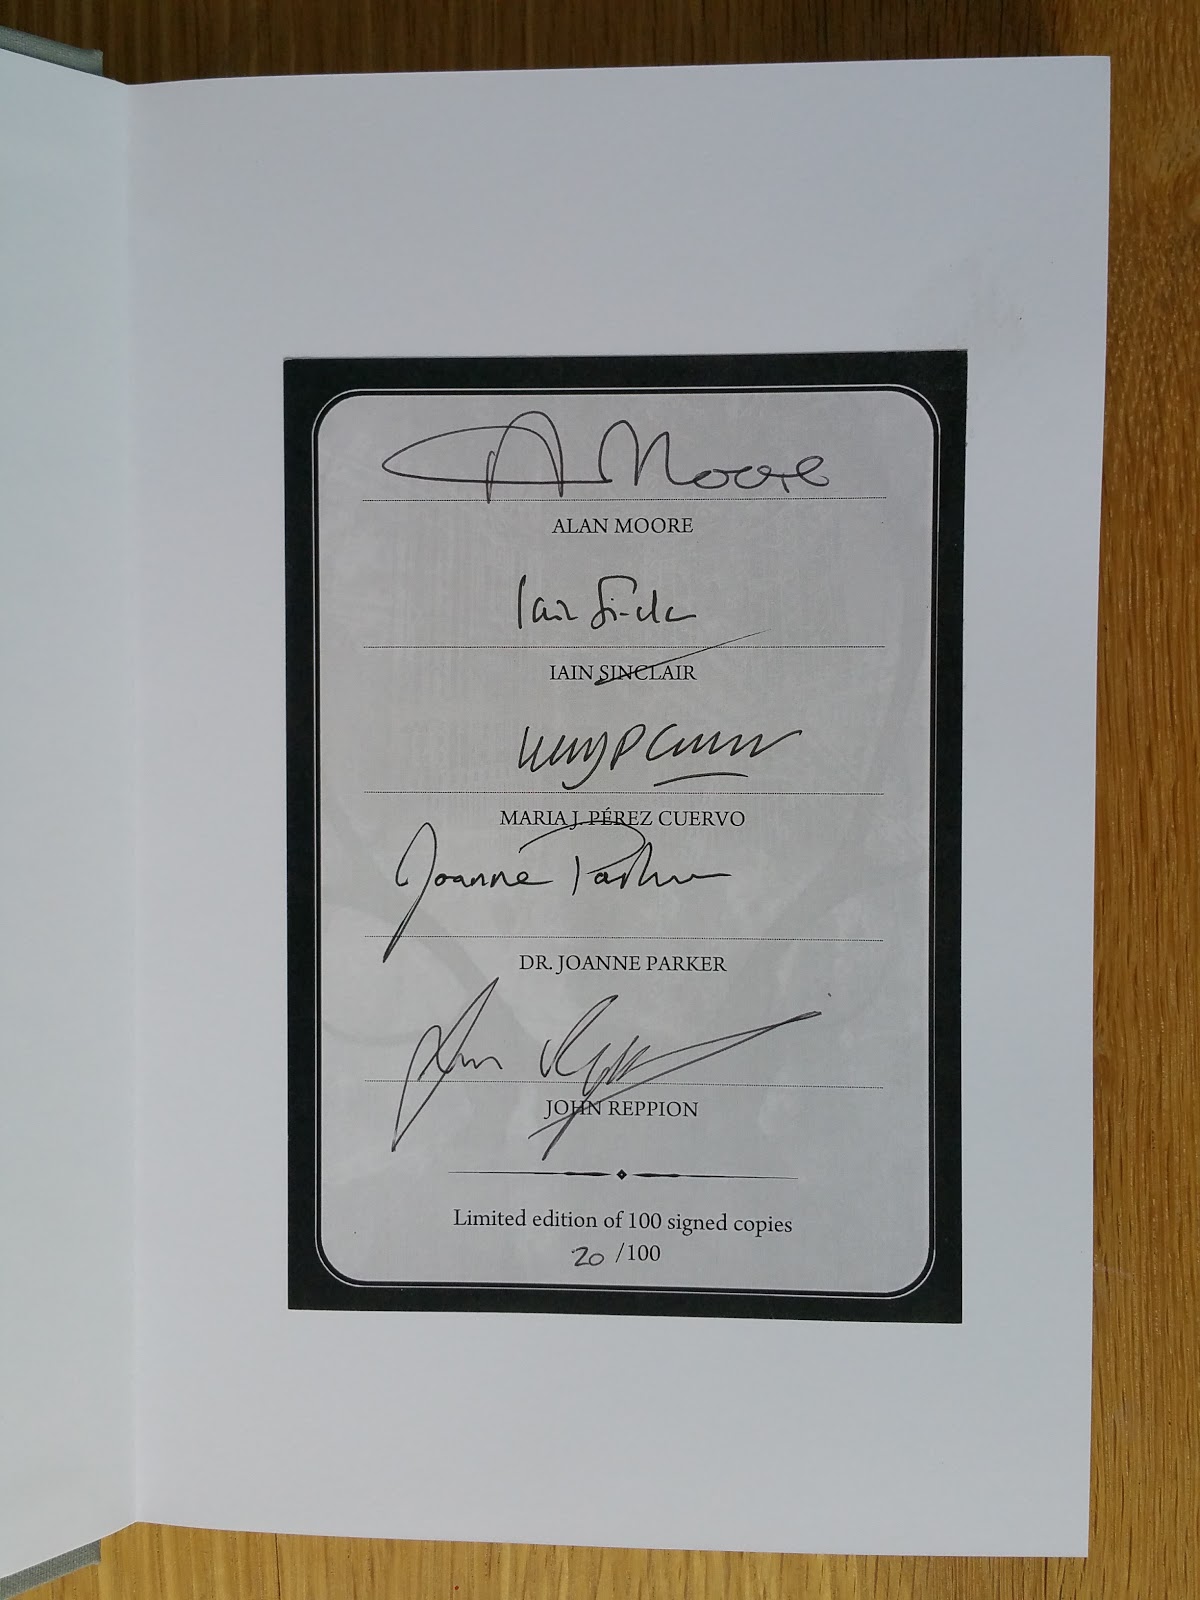 A Moore
ALAN MOORE
Iain Sinclair
IAIN SINCLAIR
MARIA J. PÉREZ CUERVO
Joanne Parker
DR. JOANNE PARKER
JOHN REPPION
Limited edition of 100 signed copies
20 /100